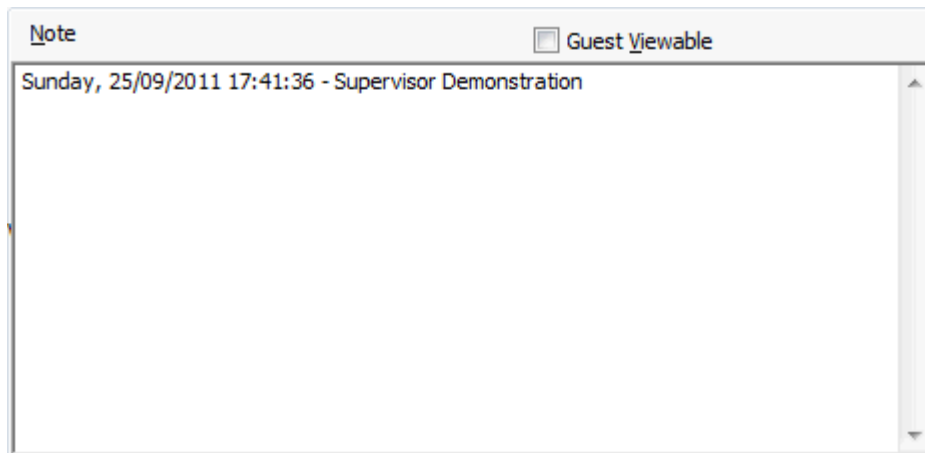 Note
Guest Viewable
Sunday, 25/09/2011 17:41:36 - Supervisor Demonstration